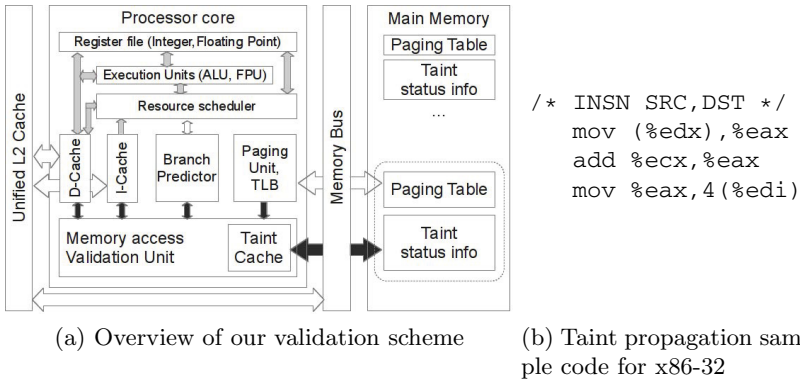 Processor core
Register file (Integer,Floating Point)
Execution Units (ALU, FPU)
Resource scheduler
Unified L2 Cache
D-Cache
I-Cache
Branch
Predictor
Paging
Unit,
TLB
Memory access
Validation Unit
Taint
Cache
Memory Bus
Main Memory
Paging Table
Taint
status info
...
Paging Table
Taint
status info
(a) Overview of our validation scheme
/* INSN SRC,DST */
mov (%edx),%eax
add %ecx,%eax
mov %eax,4(%edi)
(b) Taint propagation sam
ple code for x86-32